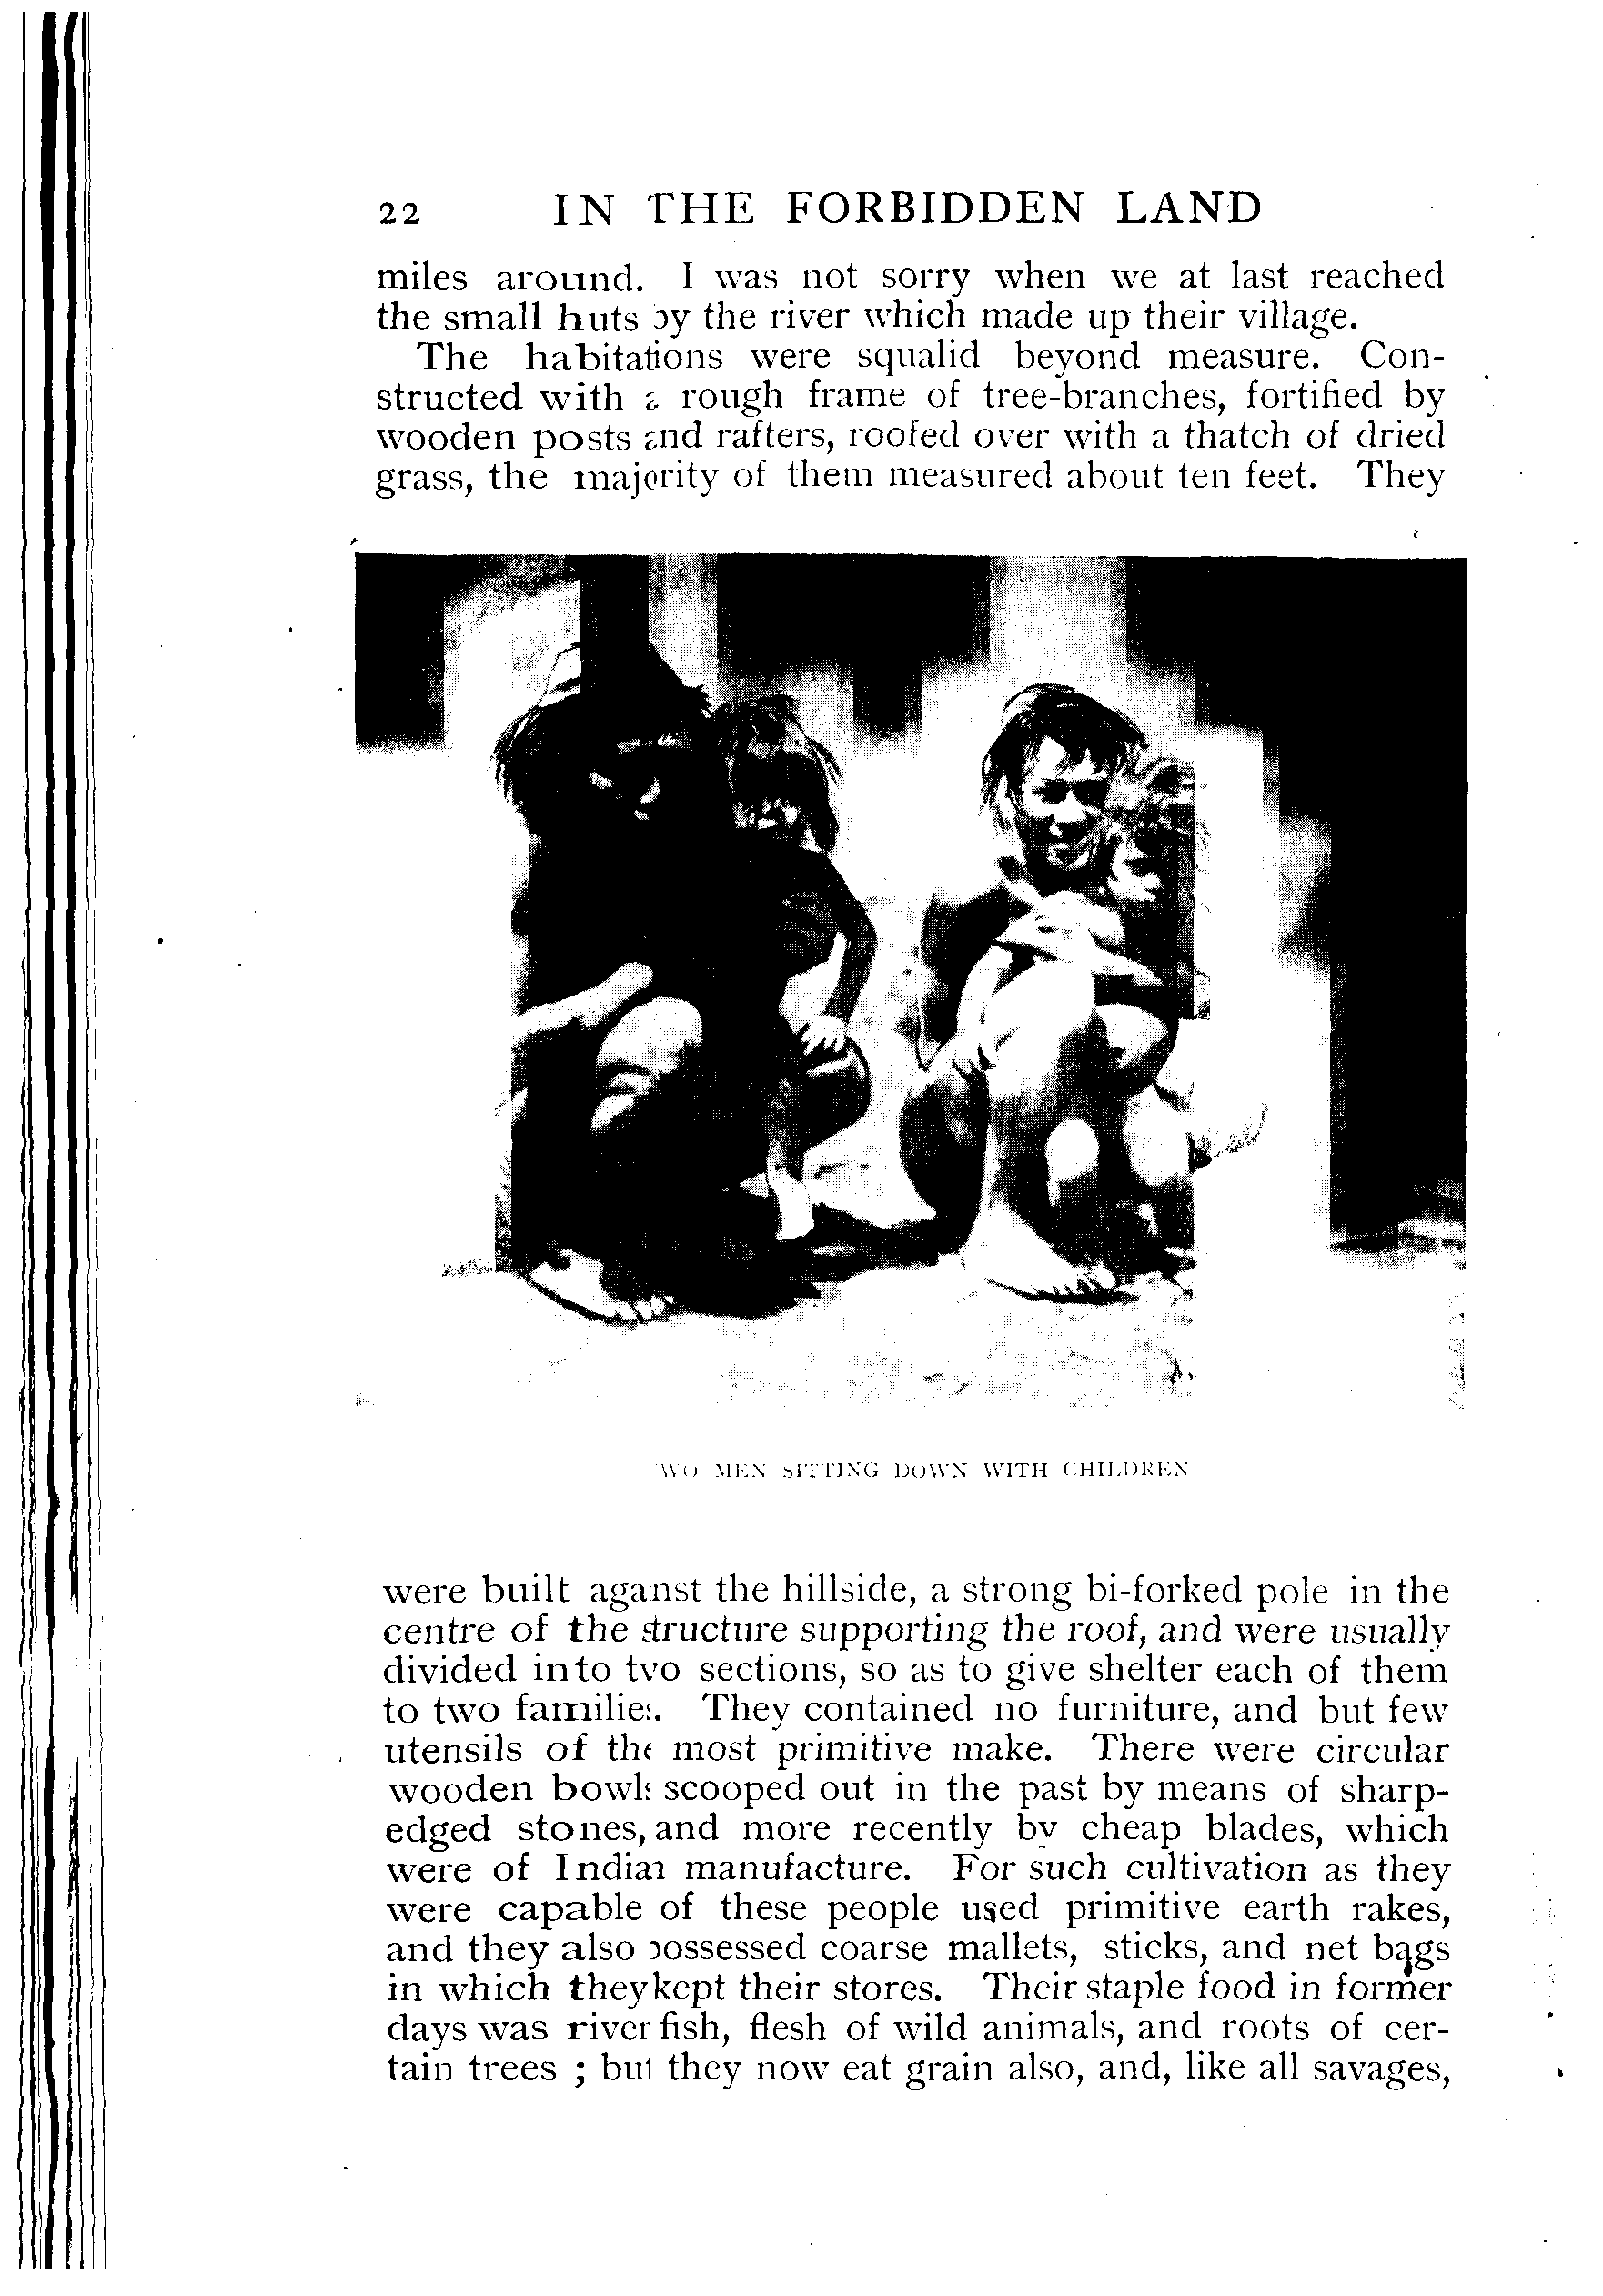 22 IN THE FORBIDDEN LAND
miles around. I was not sorry when we at last reached
the small huts by the river which made up their village.
The habitations were squalid beyond measure. Con-
structed with a rough frame of tree-branches, fortified by
wooden posts and rafters, roofed over with a thatch of dried
grass, the majority of them measured about ten feet. They
TWO MEN SITTING DOWN WITH CHILDREN
were built against the hillside, a strong bi-forked pole in the
centre of the structure supporting the roof, and were usually
divided into two sections, so as to give shelter each of them
to two families. They contained no furniture, and but few
utensils of the most primitive make. There were circular
wooden bowls scooped out in the past by means of sharp-
edged stones, and more recently by cheap blades, which
were of Indian manufacture. For such cultivation as they
were capable of these people used primitive earth rakes,
and they also possessed coarse mallets, sticks, and net bags
in which they kept their stores. Their staple food in former
days was river fish, flesh of wild animals, and roots of cer-
tain trees ; but they now eat grain also, and, like all savages,